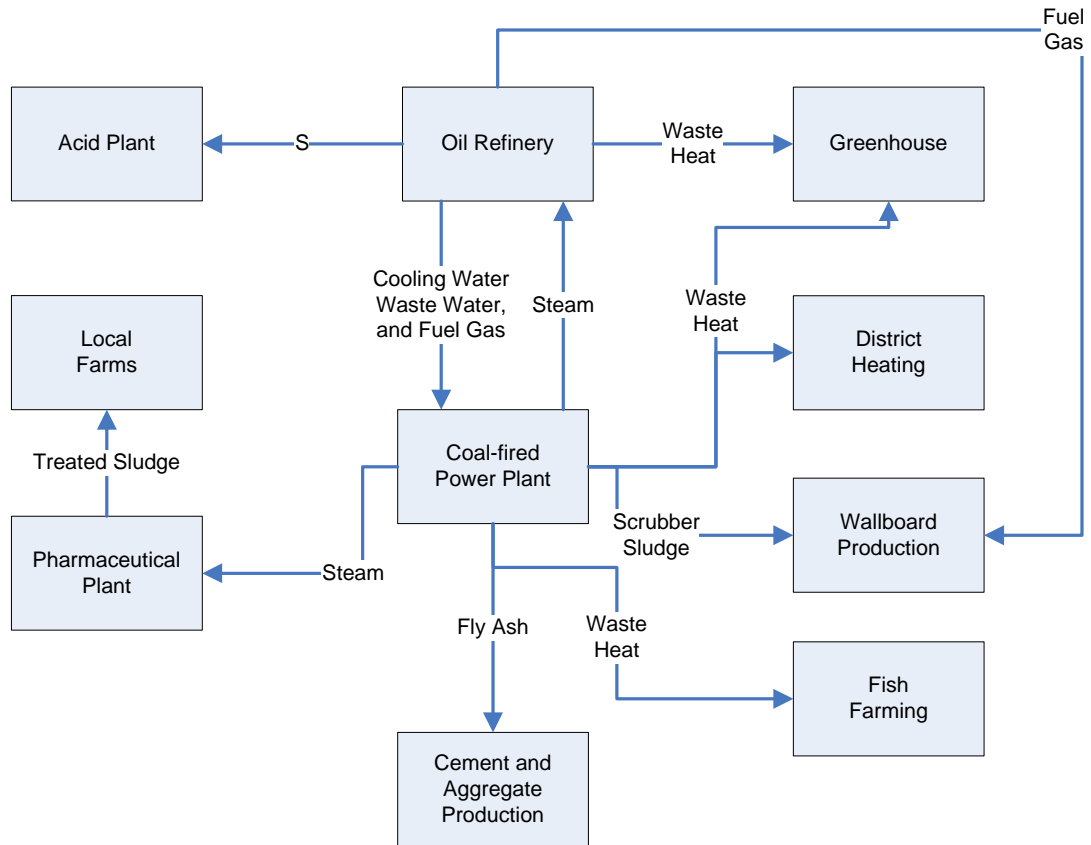 Fuel
Gas
Acid Plant
S
Oil Refinery
Waste
Heat
Greenhouse
Cooling Water
Waste Water,
and Fuel Gas
Steam
Waste
Heat
Local
Farms
District
Heating
Treated Sludge
Coal-fired
Power Plant
Scrubber
Sludge
Wallboard
Production
Pharmaceutical
Plant
Steam
Fly Ash
Waste
Heat
Fish
Farming
Cement and
Aggregate
Production